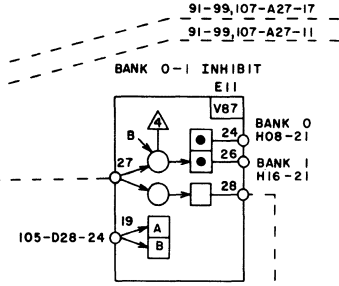 91-99,107-A27-17
91-99,107-A27-11
BANK 0-1 INHIBIT
E11
V87
4
B
24
BANK 0
H08-21
27
26
BANK 1
H16-21
28
19
A
105-D28-24
B